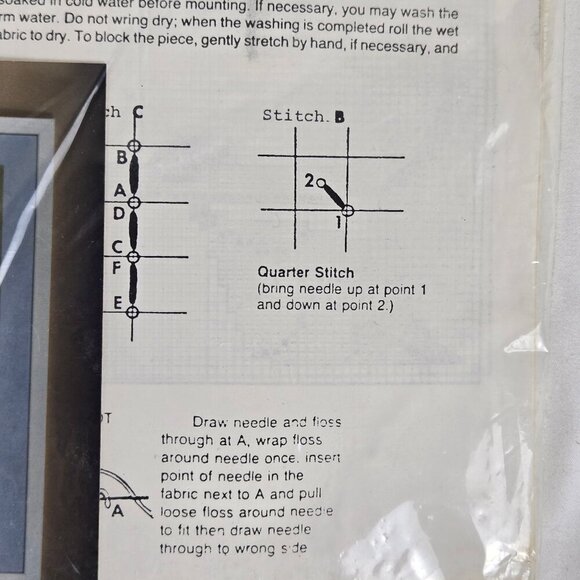 soaked in cold water before mounting. If necessary, you may wash the
rm water. Do not wring dry; when the washing is completed roll the wet
abric to dry. To block the piece, gently stretch by hand, if necessary, and
ch C
B
A
D
C
F
E
Stitch. B
2
1
Quarter Stitch
(bring needle up at point 1
and down at point 2.)
OT
A
Draw needle and floss
through at A, wrap floss
around needle once, insert
point of needle in the
fabric next to A and pull
loose floss around needle
to fit then draw needle
through to wrong side